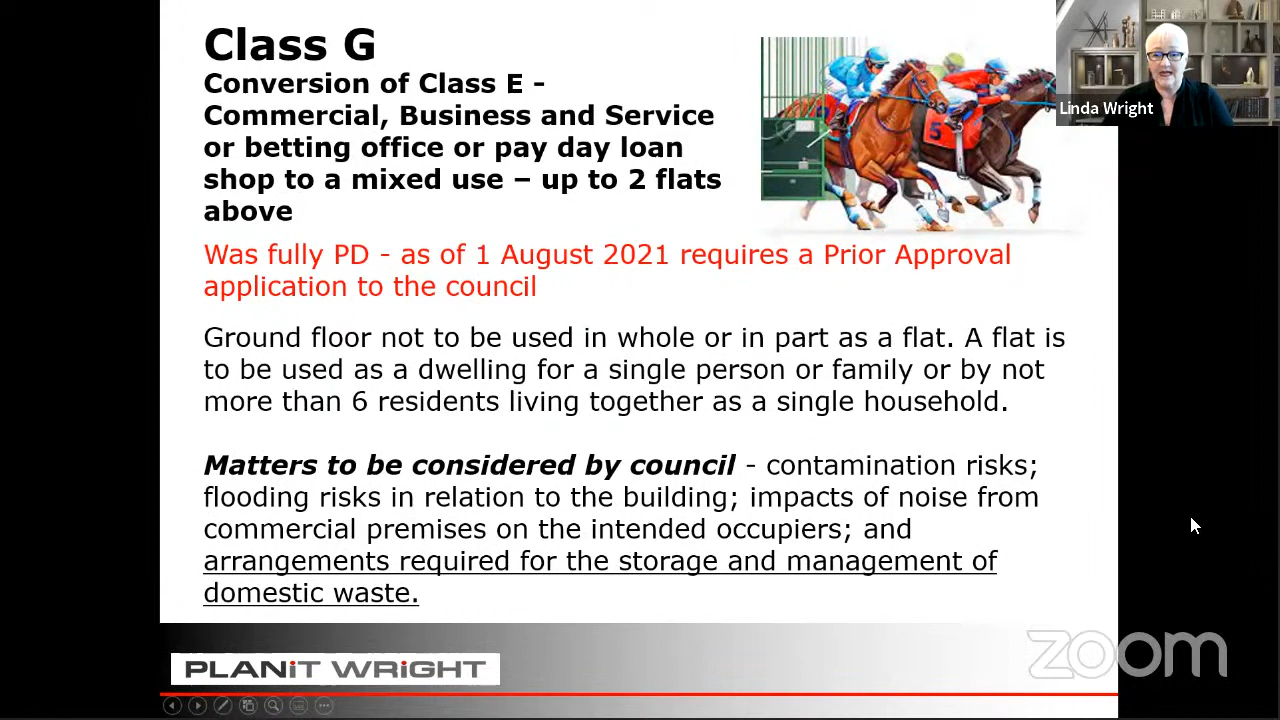 Class G
Conversion of Class E -
Commercial, Business and Service
or betting office or pay day loan
shop to a mixed use – up to 2 flats
above
Was fully PD - as of 1 August 2021 requires a Prior Approval
application to the council
Ground floor not to be used in whole or in part as a flat. A flat is
to be used as a dwelling for a single person or family or by not
more than 6 residents living together as a single household.
Matters to be considered by council - contamination risks;
flooding risks in relation to the building; impacts of noise from
commercial premises on the intended occupiers; and
arrangements required for the storage and management of
domestic waste.
5
Linda Wright
PLANiT WRiGHT
zoom